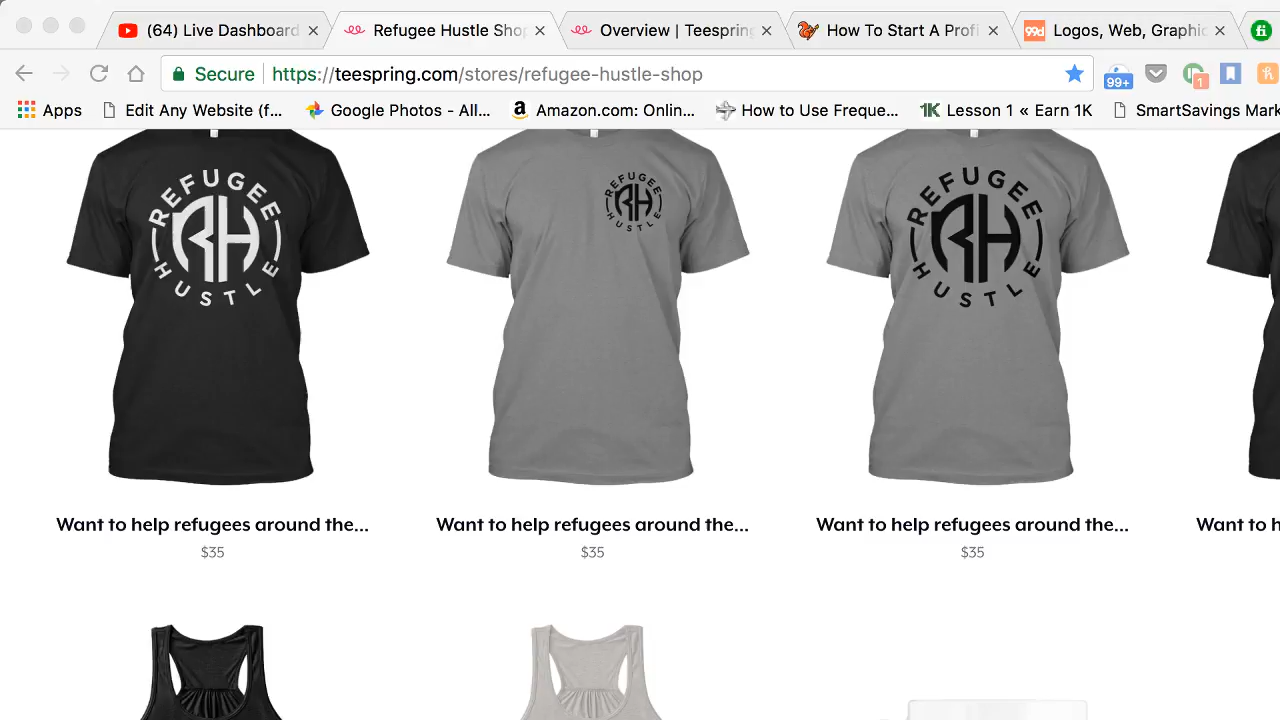 (64) Live Dashboard
Refugee Hustle Shop
Overview | Teespring
How To Start A Profi
99d
Logos, Web, Graphic
fi
Secure
https://teespring.com/stores/refugee-hustle-shop
99+
1
Apps
Edit Any Website (f...
Google Photos - All...
Amazon.com: Onlin...
How to Use Freque...
1K
Lesson 1 « Earn 1K
SmartSavings Mark
REFUGEE
RH
HUSTLE
REFUGEE
RH
HUSTLE
REFUGEE
RH
HUSTLE
Want to help refugees around the...
$35
Want to help refugees around the...
$35
Want to help refugees around the...
$35
Want to h